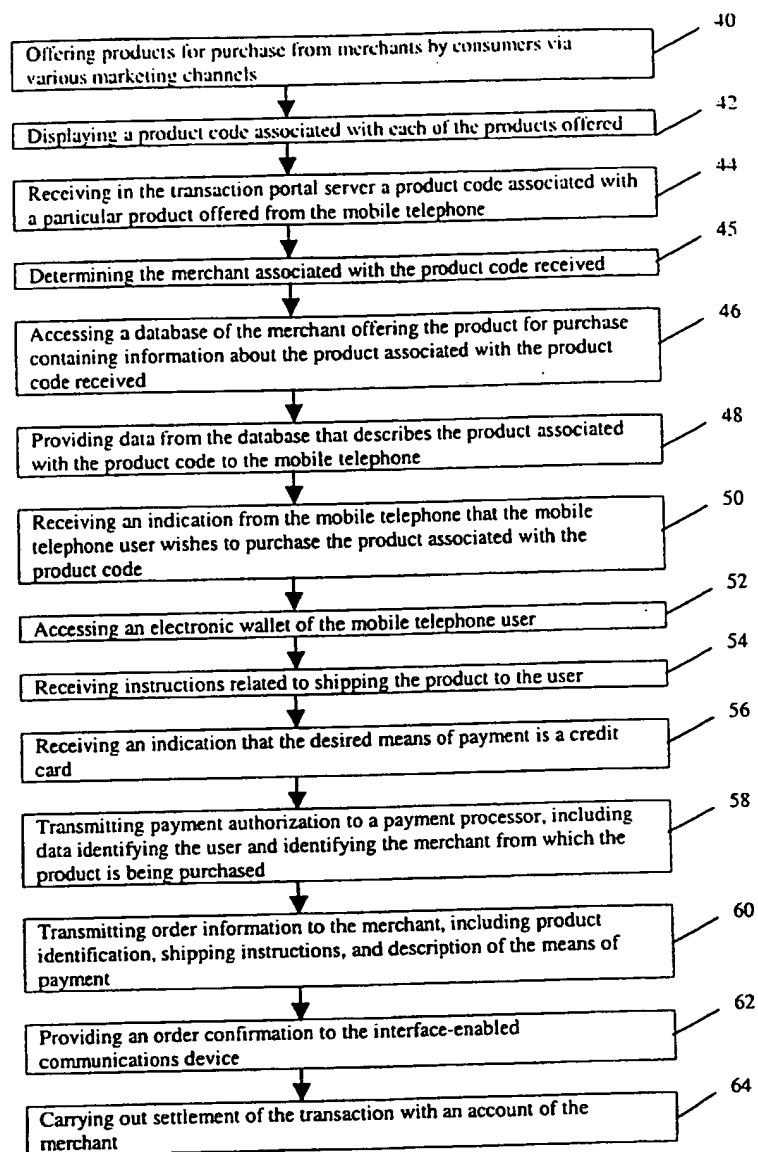 40
Offering products for purchase from merchants by consumers via
various marketing channels
42
Displaying a product code associated with each of the products offered
44
Receiving in the transaction portal server a product code associated with
a particular product offered from the mobile telephone
45
Determining the merchant associated with the product code received
46
Accessing a database of the merchant offering the product for purchase
containing information about the product associated with the product
code received
48
Providing data from the database that describes the product associated
with the product code to the mobile telephone
50
Receiving an indication from the mobile telephone that the mobile
telephone user wishes to purchase the product associated with the
product code
52
Accessing an electronic wallet of the mobile telephone user
54
Receiving instructions related to shipping the product to the user
56
Receiving an indication that the desired means of payment is a credit
card
58
Transmitting payment authorization to a payment processor, including
data identifying the user and identifying the merchant from which the
product is being purchased
60
Transmitting order information to the merchant, including product
identification, shipping instructions, and description of the means of
payment
62
Providing an order confirmation to the interface-enabled
communications device
64
Carrying out settlement of the transaction with an account of the
merchant